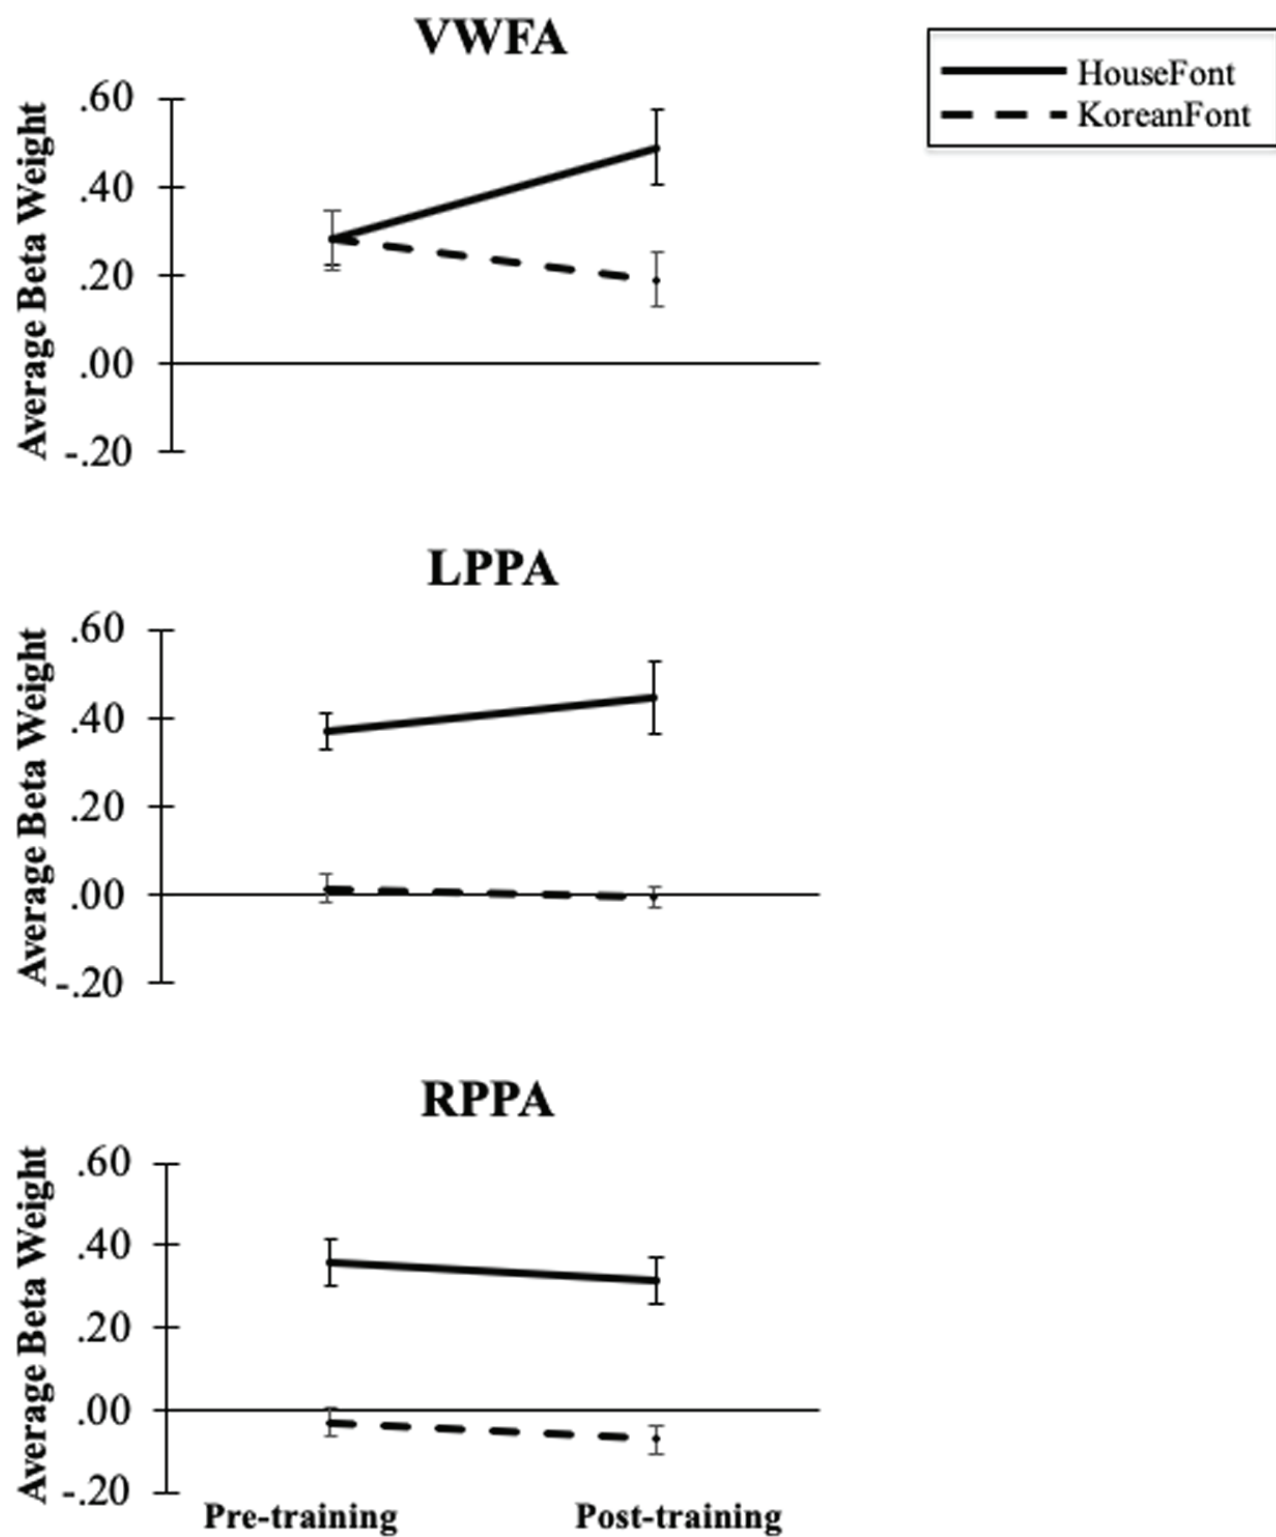 VWFA
HouseFont
KoreanFont
Average Beta Weight
.60
.40
.20
.00
-.20
LPPA
Average Beta Weight
.60
.40
.20
.00
-.20
RPPA
Average Beta Weight
.60
.40
.20
.00
-.20
Pre-training
Post-training